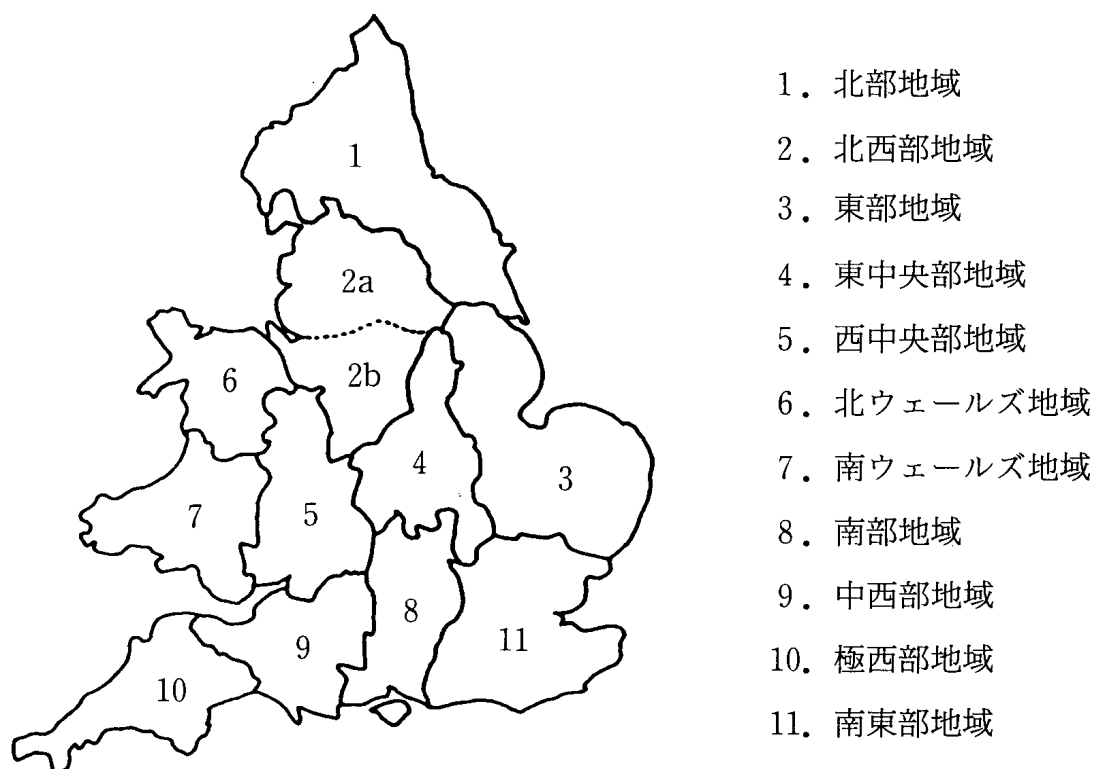 1
2a
2b
6
4
3
7
5
8
9
11
10
1. 北部地域
2. 北西部地域
3. 東部地域
4. 東中央部地域
5. 西中央部地域
6. 北ウェールズ地域
7. 南ウェールズ地域
8. 南部地域
9. 中西部地域
10. 極西部地域
11. 南東部地域